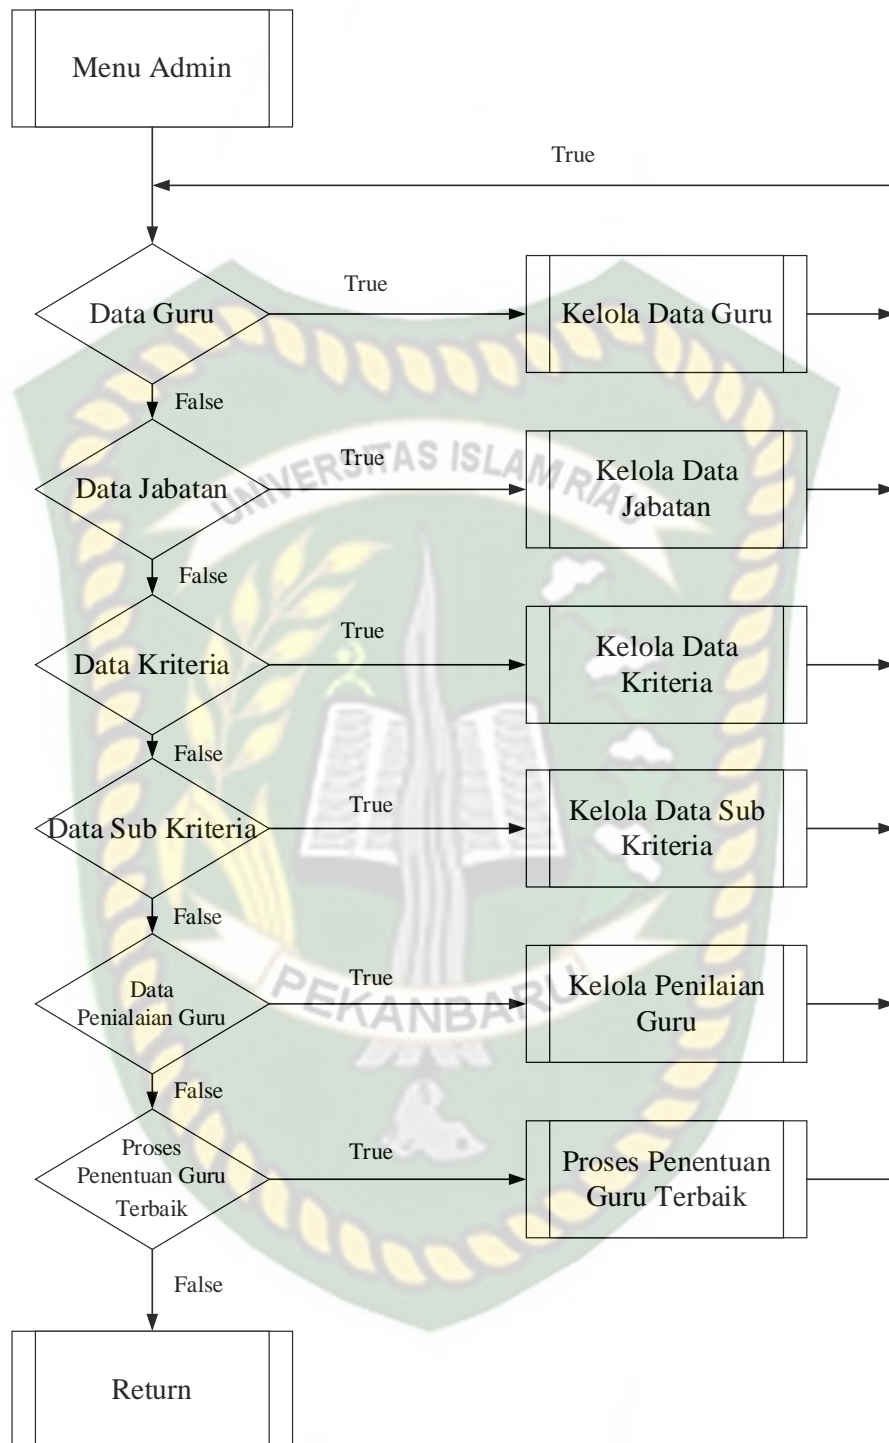 Menu Admin
True
Data Guru
True
Kelola Data Guru
False
UNIVERSITAS ISLAM RIAU
Data Jabatan
True
Kelola Data
Jabatan
False
Data Kriteria
True
Kelola Data
Kriteria
False
Data Sub Kriteria
True
Kelola Data Sub
Kriteria
False
Data
Penialaian Guru
True
Kelola Penilaian
Guru
PEKANBARU
False
Proses
Penentuan Guru
Terbaik
True
Proses Penentuan
Guru Terbaik
False
Return